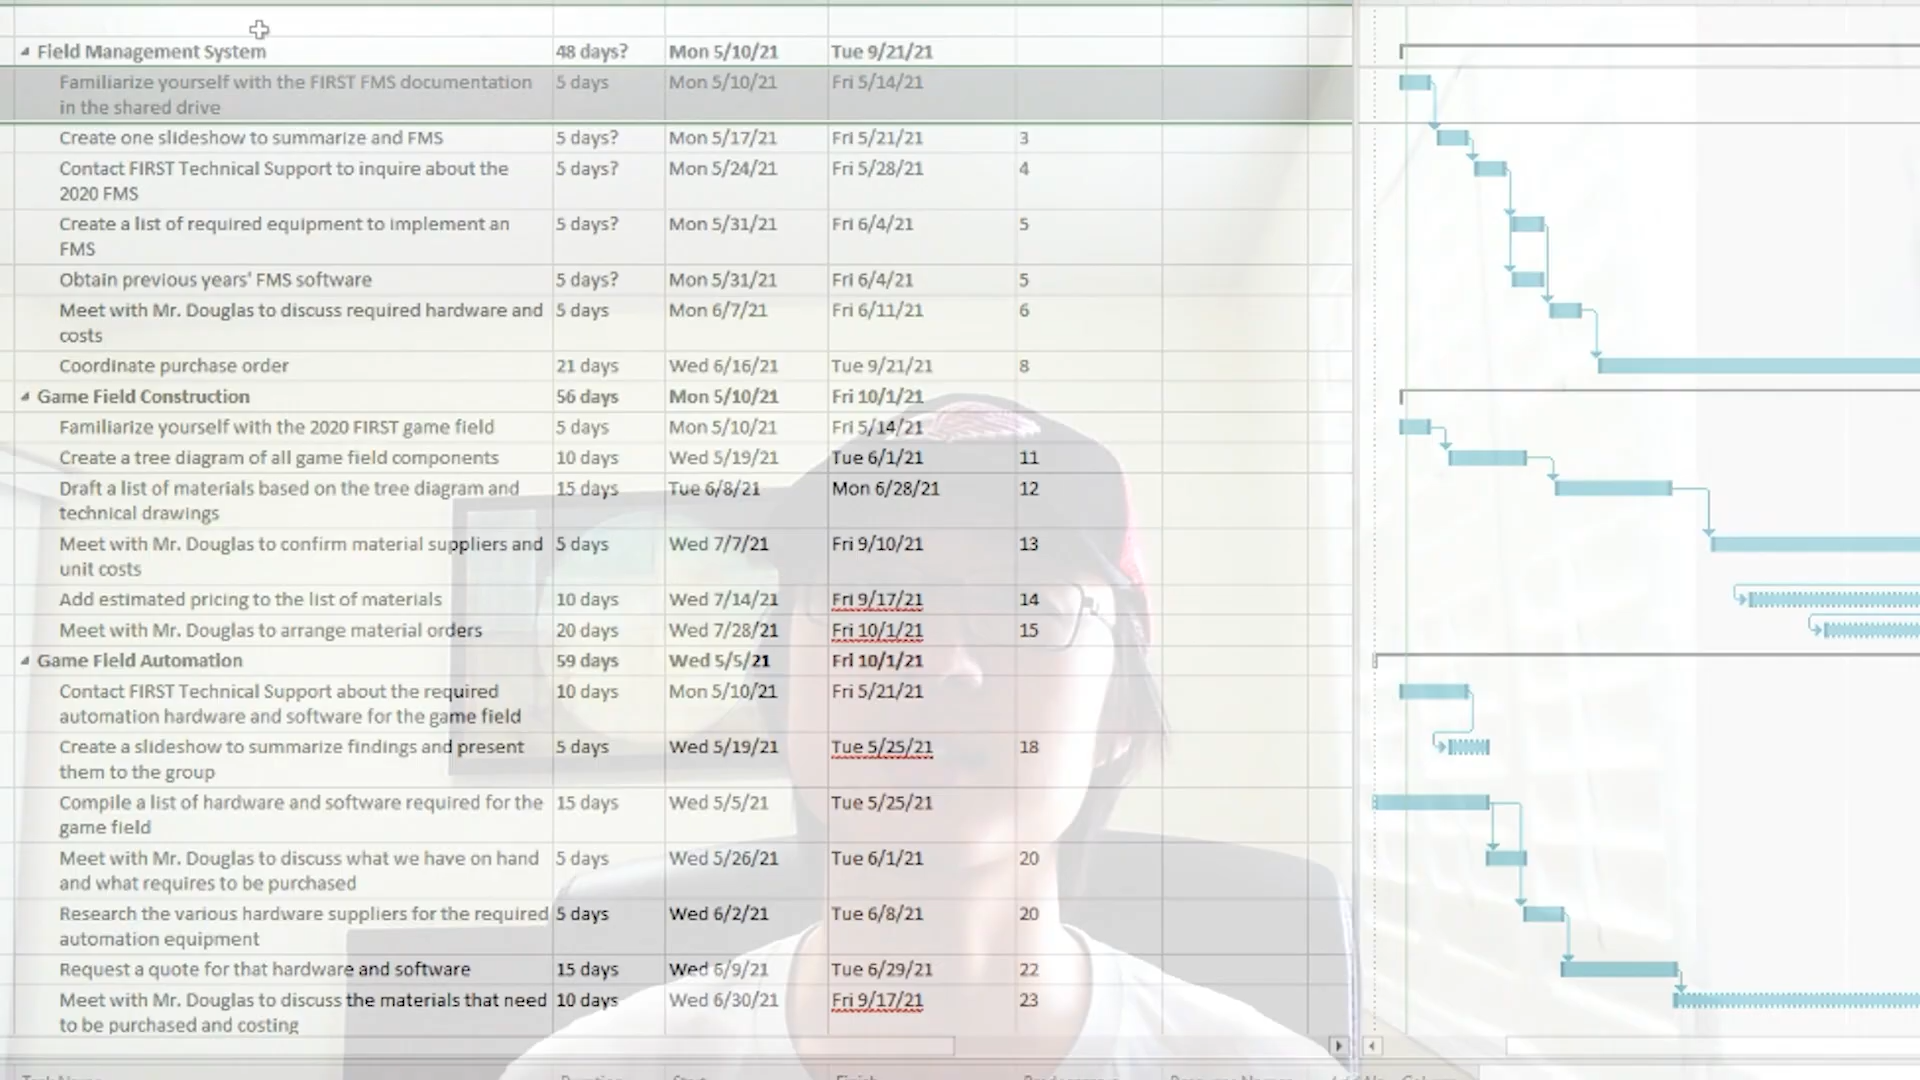 Field Management System 48 days? Mon 5/10/21 Tue 9/21/21
Familiarize yourself with the FIRST FMS documentation 5 days Mon 5/10/21 Fri 5/14/21
in the shared drive
Create one slideshow to summarize and FMS 5 days? Mon 5/17/21 Fri 5/21/21 3
Contact FIRST Technical Support to inquire about the 5 days? Mon 5/24/21 Fri 5/28/21 4
2020 FMS
Create a list of required equipment to implement an 5 days? Mon 5/31/21 Fri 6/4/21 5
FMS
Obtain previous years' FMS software 5 days? Mon 5/31/21 Fri 6/4/21 5
Meet with Mr. Douglas to discuss required hardware and 5 days Mon 6/7/21 Fri 6/11/21 6
costs
Coordinate purchase order 21 days Wed 6/16/21 Tue 9/21/21 8
Game Field Construction 56 days Mon 5/10/21 Fri 10/1/21
Familiarize yourself with the 2020 FIRST game field 5 days Mon 5/10/21 Fri 5/14/21
Create a tree diagram of all game field components 10 days Wed 5/19/21 Tue 6/1/21 11
Draft a list of materials based on the tree diagram and 15 days Tue 6/8/21 Mon 6/28/21 12
technical drawings
Meet with Mr. Douglas to confirm material suppliers and 5 days Wed 7/7/21 Fri 9/10/21 13
unit costs
Add estimated pricing to the list of materials 10 days Wed 7/14/21 Fri 9/17/21 14
Meet with Mr. Douglas to arrange material orders 20 days Wed 7/28/21 Fri 10/1/21 15
Game Field Automation 59 days Wed 5/5/21 Fri 10/1/21
Contact FIRST Technical Support about the required 10 days Mon 5/10/21 Fri 5/21/21
automation hardware and software for the game field
Create a slideshow to summarize findings and present 5 days Wed 5/19/21 Tue 5/25/21 18
them to the group
Compile a list of hardware and software required for the 15 days Wed 5/5/21 Tue 5/25/21
game field
Meet with Mr. Douglas to discuss what we have on hand 5 days Wed 5/26/21 Tue 6/1/21 20
and what requires to be purchased
Research the various hardware suppliers for the required 5 days Wed 6/2/21 Tue 6/8/21 20
automation equipment
Request a quote for that hardware and software 15 days Wed 6/9/21 Tue 6/29/21 22
Meet with Mr. Douglas to discuss the materials that need 10 days Wed 6/30/21 Fri 9/17/21 23
to be purchased and costing